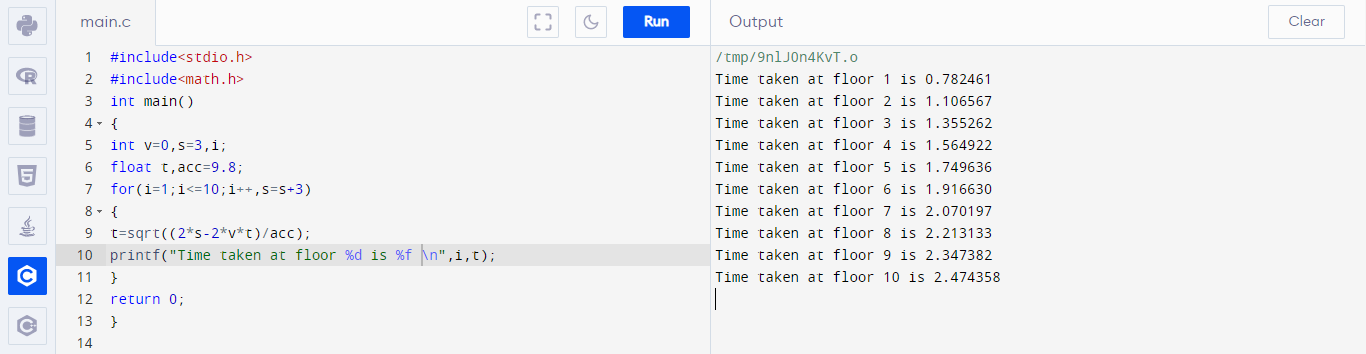 main.c
Run
Output
Clear
1 #include<stdio.h>
2 #include<math.h>
3 int main()
4 {
5 int v=0,s=3,i;
6 float t,acc=9.8;
7 for(i=1;i<=10;i++,s=s+3)
8 {
9 t=sqrt((2*s-2*v*t)/acc);
10 printf("Time taken at floor %d is %f \n",i,t);
11 }
12 return 0;
13 }
14
/tmp/9nlJ0n4KvT.o
Time taken at floor 1 is 0.782461
Time taken at floor 2 is 1.106567
Time taken at floor 3 is 1.355262
Time taken at floor 4 is 1.564922
Time taken at floor 5 is 1.749636
Time taken at floor 6 is 1.916630
Time taken at floor 7 is 2.070197
Time taken at floor 8 is 2.213133
Time taken at floor 9 is 2.347382
Time taken at floor 10 is 2.474358